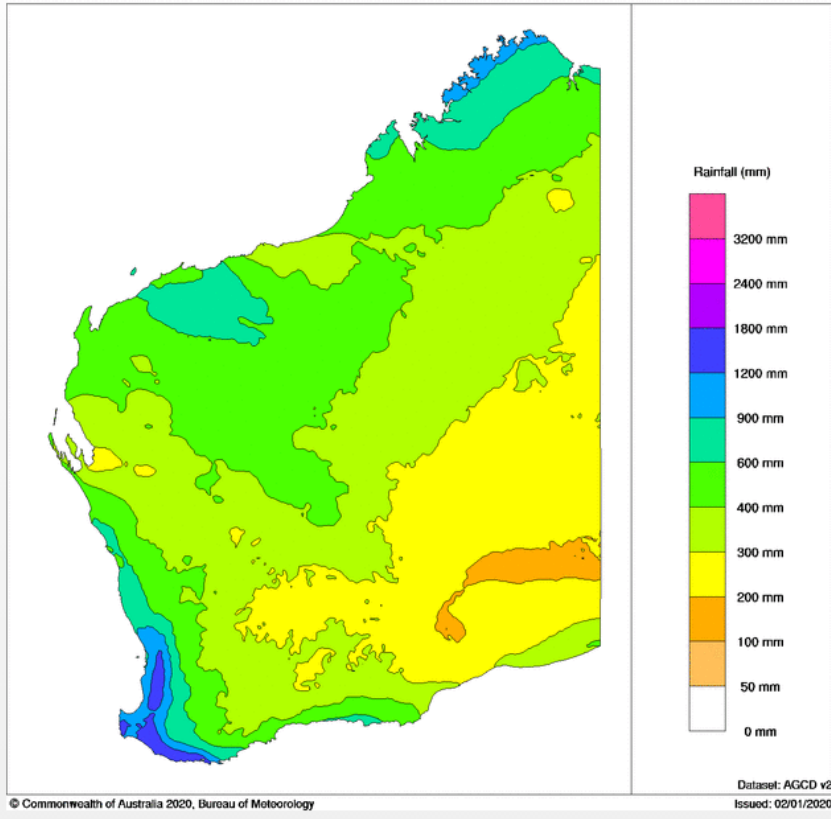 Rainfall (mm)
3200 mm
2400 mm
1800 mm
1200 mm
900 mm
600 mm
400 mm
300 mm
200 mm
100 mm
50 mm
0 mm
Dataset: AGCD v2
© Commonwealth of Australia 2020, Bureau of Meteorology
Issued: 02/01/2020